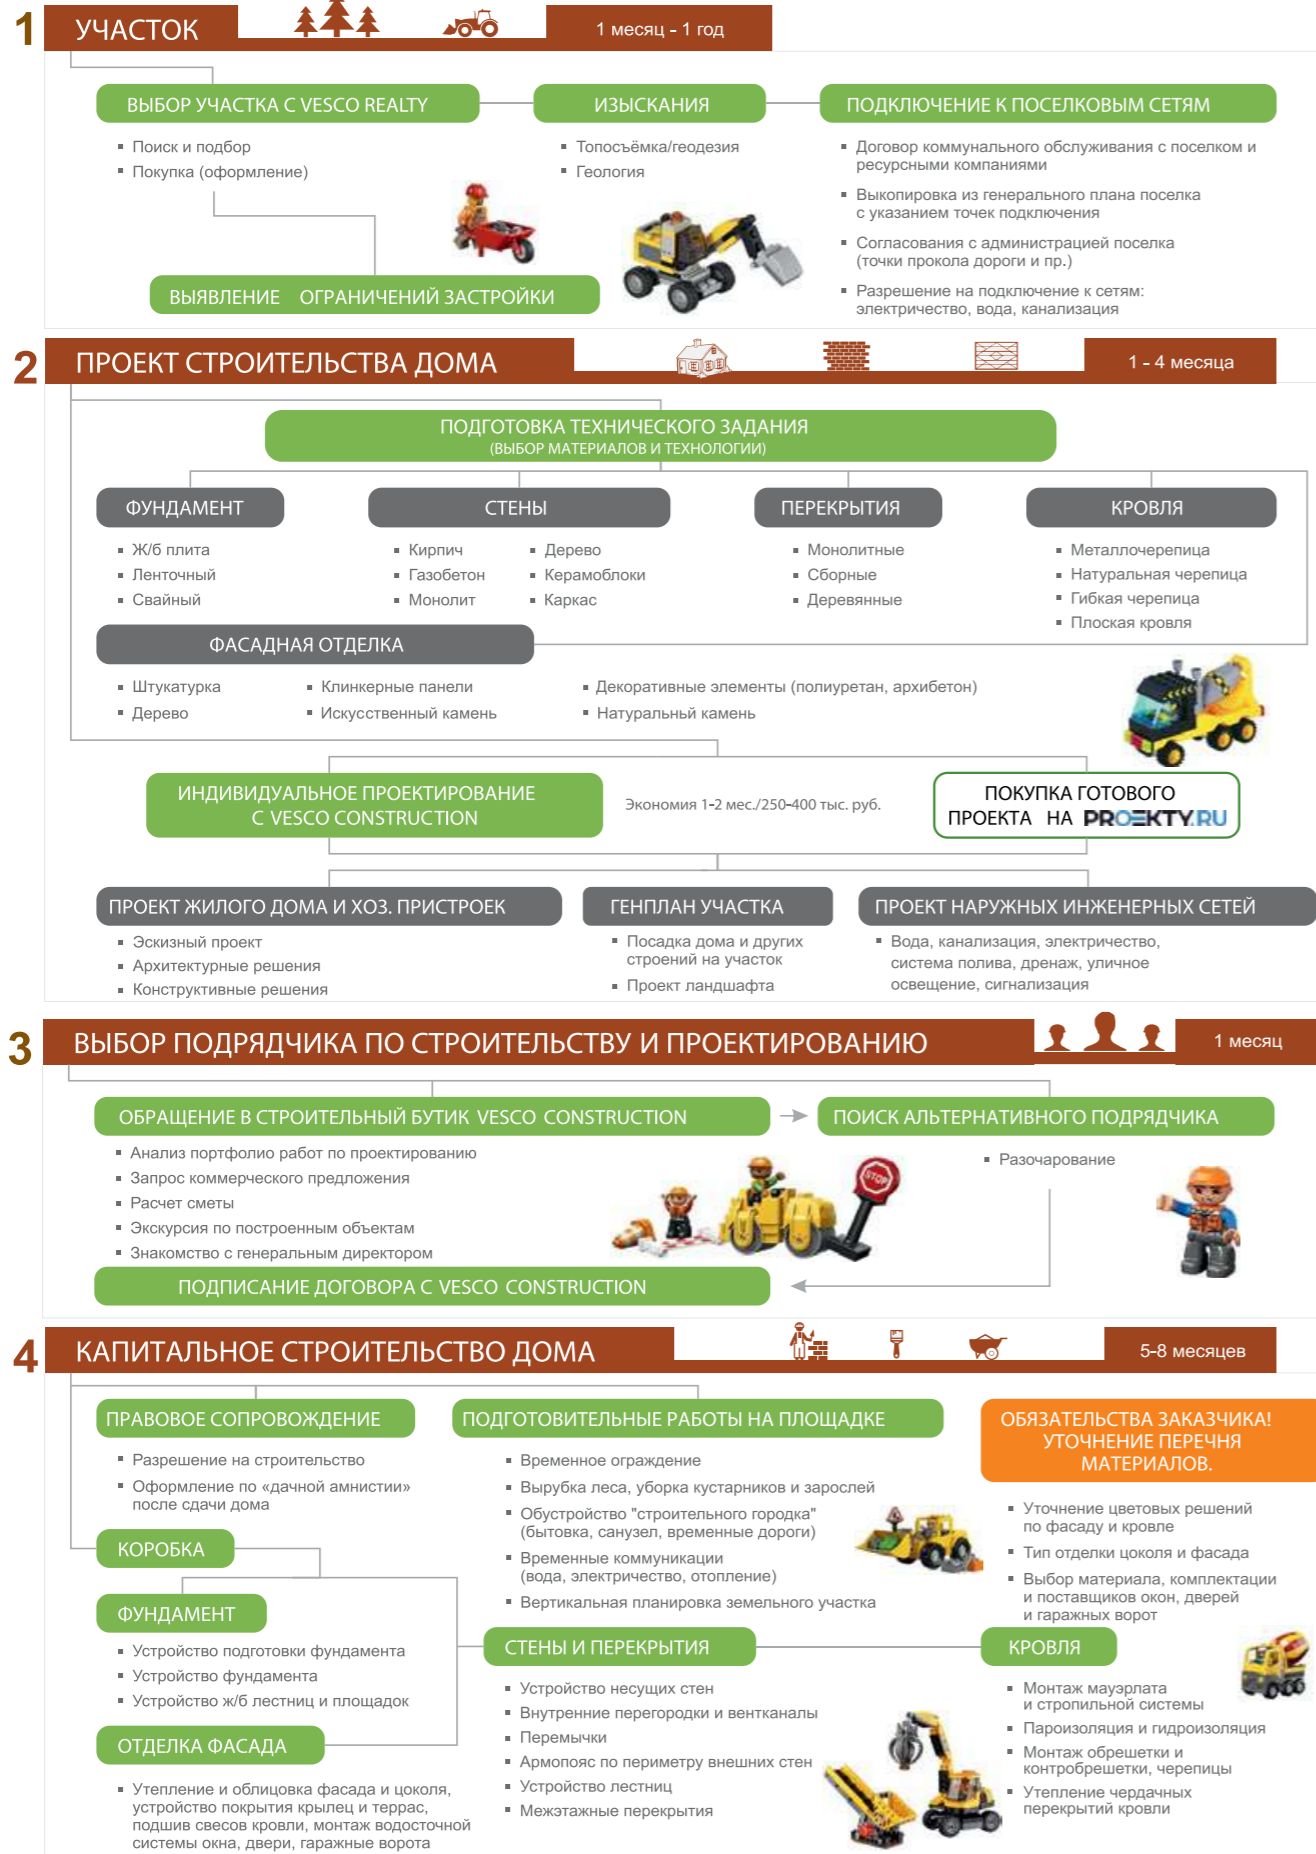 1
УЧАСТОК
1 месяц - 1 год
ВЫБОР УЧАСТКА С VESCO REALTY
▪ Поиск и подбор
▪ Покупка (оформление)
ВЫЯВЛЕНИЕ ОГРАНИЧЕНИЙ ЗАСТРОЙКИ
ИЗЫСКАНИЯ
▪ Топосъёмка/геодезия
▪ Геология
ПОДКЛЮЧЕНИЕ К ПОСЕЛКОВЫМ СЕТЯМ
▪ Договор коммунального обслуживания с поселком и
ресурсными компаниями
▪ Выкопировка из генерального плана поселка
с указанием точек подключения
▪ Согласования с администрацией поселка
(точки прокола дороги и пр.)
▪ Разрешение на подключение к сетям:
электричество, вода, канализация
2
ПРОЕКТ СТРОИТЕЛЬСТВА ДОМА
1 - 4 месяца
ПОДГОТОВКА ТЕХНИЧЕСКОГО ЗАДАНИЯ
(ВЫБОР МАТЕРИАЛОВ И ТЕХНОЛОГИИ)
ФУНДАМЕНТ
▪ Ж/б плита
▪ Ленточный
▪ Свайный
СТЕНЫ
▪ Кирпич
▪ Газобетон
▪ Монолит
▪ Дерево
▪ Керамоблоки
▪ Каркас
ПЕРЕКРЫТИЯ
▪ Монолитные
▪ Сборные
▪ Деревянные
КРОВЛЯ
▪ Металлочерепица
▪ Натуральная черепица
▪ Гибкая черепица
▪ Плоская кровля
ФАСАДНАЯ ОТДЕЛКА
▪ Штукатурка
▪ Дерево
▪ Клинкерные панели
▪ Искусственный камень
▪ Декоративные элементы (полиуретан, архибетон)
▪ Натуральньй камень
ИНДИВИДУАЛЬНОЕ ПРОЕКТИРОВАНИЕ
С VESCO CONSTRUCTION
Экономия 1-2 мес./250-400 тыс. руб.
ПОКУПКА ГОТОВОГО
ПРОЕКТА НА PROEKTY.RU
ПРОЕКТ ЖИЛОГО ДОМА И ХОЗ. ПРИСТРОЕК
▪ Эскизный проект
▪ Архитектурные решения
▪ Конструктивные решения
ГЕНПЛАН УЧАСТКА
▪ Посадка дома и других
строений на участок
▪ Проект ландшафта
ПРОЕКТ НАРУЖНЫХ ИНЖЕНЕРНЫХ СЕТЕЙ
▪ Вода, канализация, электричество,
система полива, дренаж, уличное
освещение, сигнализация
3
ВЫБОР ПОДРЯДЧИКА ПО СТРОИТЕЛЬСТВУ И ПРОЕКТИРОВАНИЮ
1 месяц
ОБРАЩЕНИЕ В СТРОИТЕЛЬНЫЙ БУТИК VESCO CONSTRUCTION
▪ Анализ портфолио работ по проектированию
▪ Запрос коммерческого предложения
▪ Расчет сметы
▪ Экскурсия по построенным объектам
▪ Знакомство с генеральным директором
STOP
ПОИСК АЛЬТЕРНАТИВНОГО ПОДРЯДЧИКА
▪ Разочарование
ПОДПИСАНИЕ ДОГОВОРА С VESCO CONSTRUCTION
4
КАПИТАЛЬНОЕ СТРОИТЕЛЬСТВО ДОМА
5-8 месяцев
ПРАВОВОЕ СОПРОВОЖДЕНИЕ
▪ Разрешение на строительство
▪ Оформление по «дачной амнистии»
после сдачи дома
ПОДГОТОВИТЕЛЬНЫЕ РАБОТЫ НА ПЛОЩАДКЕ
▪ Временное ограждение
▪ Вырубка леса, уборка кустарников и зарослей
▪ Обустройство "строительного городка"
(бытовка, санузел, временные дороги)
▪ Временные коммуникации
(вода, электричество, отопление)
▪ Вертикальная планировка земельного участка
ОБЯЗАТЕЛЬСТВА ЗАКАЗЧИКА!
УТОЧНЕНИЕ ПЕРЕЧНЯ
МАТЕРИАЛОВ.
▪ Уточнение цветовых решений
по фасаду и кровле
▪ Тип отделки цоколя и фасада
▪ Выбор материала, комплектации
и поставщиков окон, дверей
и гаражных ворот
КОРОБКА
ФУНДАМЕНТ
▪ Устройство подготовки фундамента
▪ Устройство фундамента
▪ Устройство ж/б лестниц и площадок
ОТДЕЛКА ФАСАДА
▪ Утепление и облицовка фасада и цоколя,
устройство покрытия крылец и террас,
подшив свесов кровли, монтаж водосточной
системы окна, двери, гаражные ворота
СТЕНЫ И ПЕРЕКРЫТИЯ
▪ Устройство несущих стен
▪ Внутренние перегородки и вентканалы
▪ Перемычки
▪ Армопояс по периметру внешних стен
▪ Устройство лестниц
▪ Межэтажные перекрытия
КРОВЛЯ
▪ Монтаж мауэрлата
и стропильной системы
▪ Пароизоляция и гидроизоляция
▪ Монтаж обрешетки и
контробрешетки, черепицы
▪ Утепление чердачных
перекрытий кровли